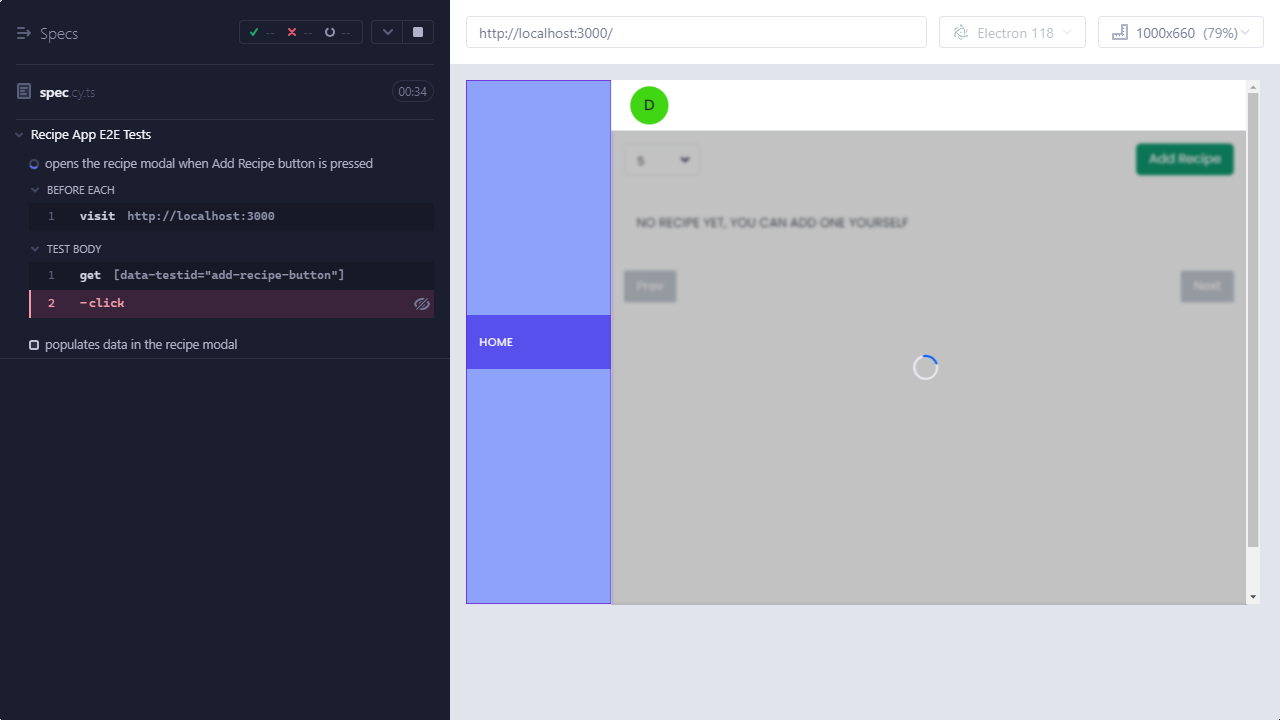 Specs
-- -- --
spec.cy.ts
00:34
Recipe App E2E Tests
opens the recipe modal when Add Recipe button is pressed
BEFORE EACH
1 visit http://localhost:3000
TEST BODY
1 get [data-testid="add-recipe-button"]
2 -click
populates data in the recipe modal
http://localhost:3000/
Electron 118
1000x660 (79%)
D
5
Add Recipe
NO RECIPE YET, YOU CAN ADD ONE YOURSELF
Prev
Next
HOME